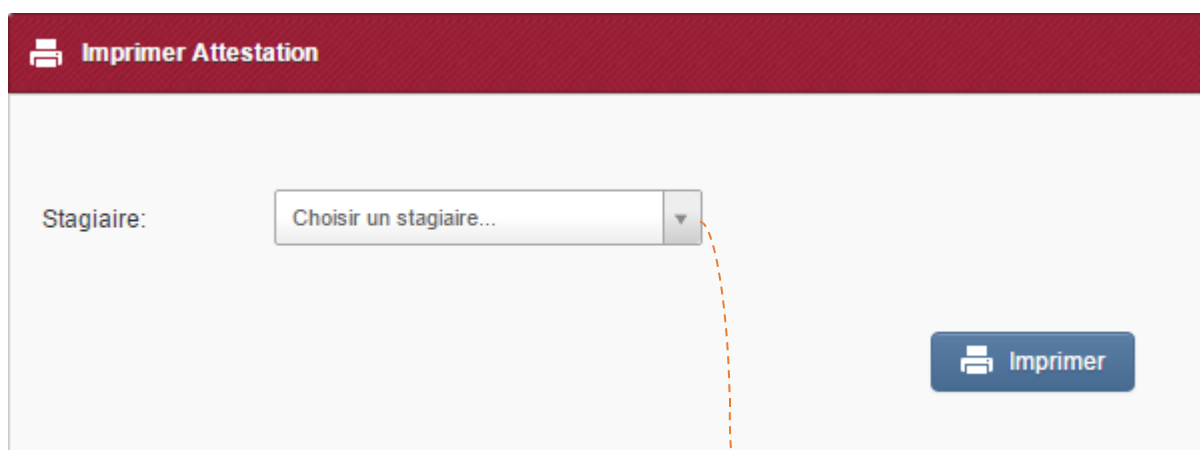 Imprimer Attestation
Stagiaire:
Choisir un stagiaire...
Imprimer